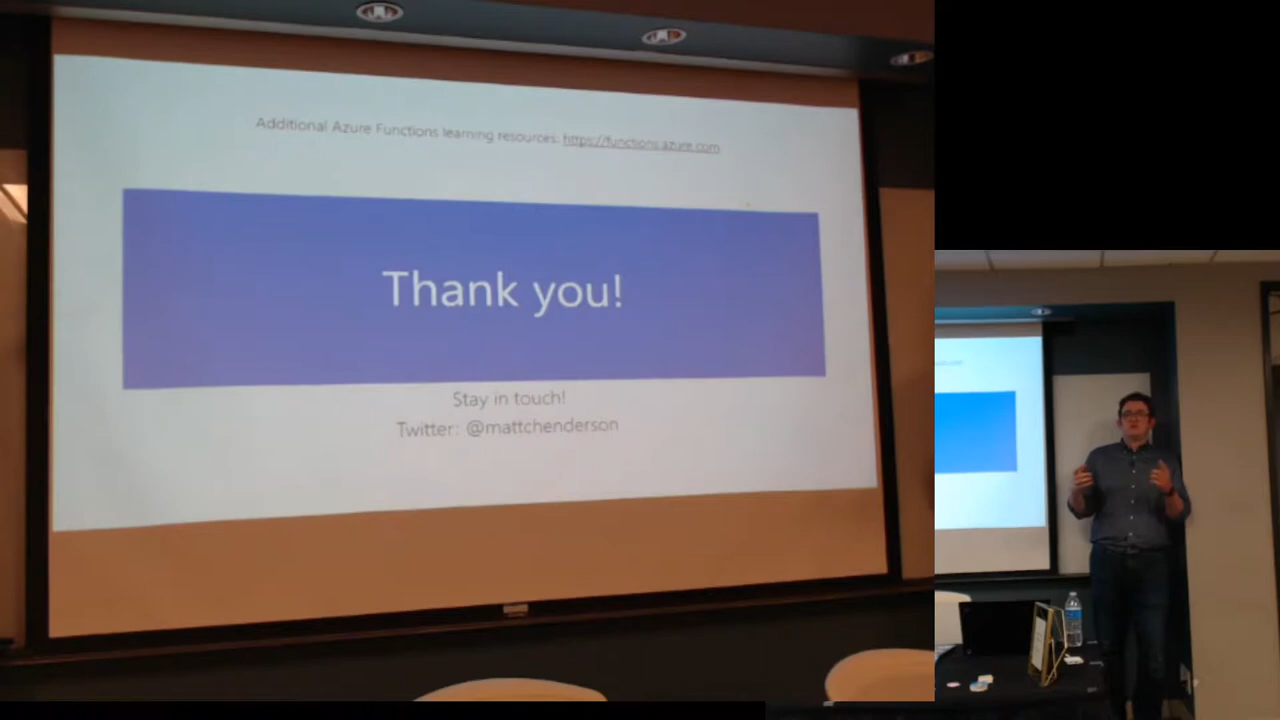 Additional Azure Functions learning resources: https://functions.azure.com
Thank you!
Stay in touch!
Twitter: @mattchenderson